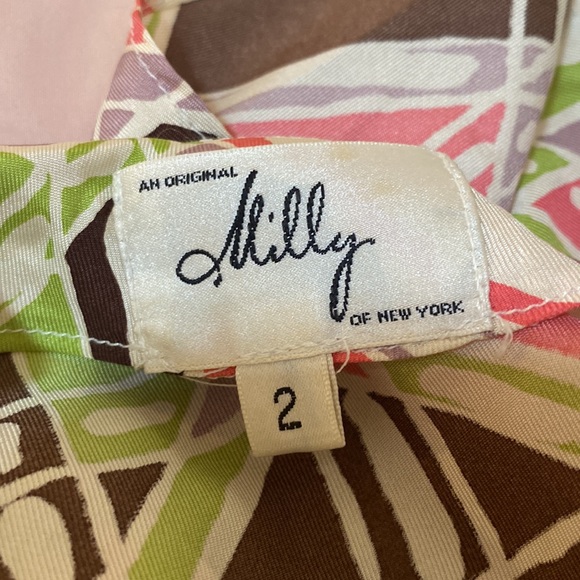 AN ORIGINAL
Milly
OF NEW YORK
2